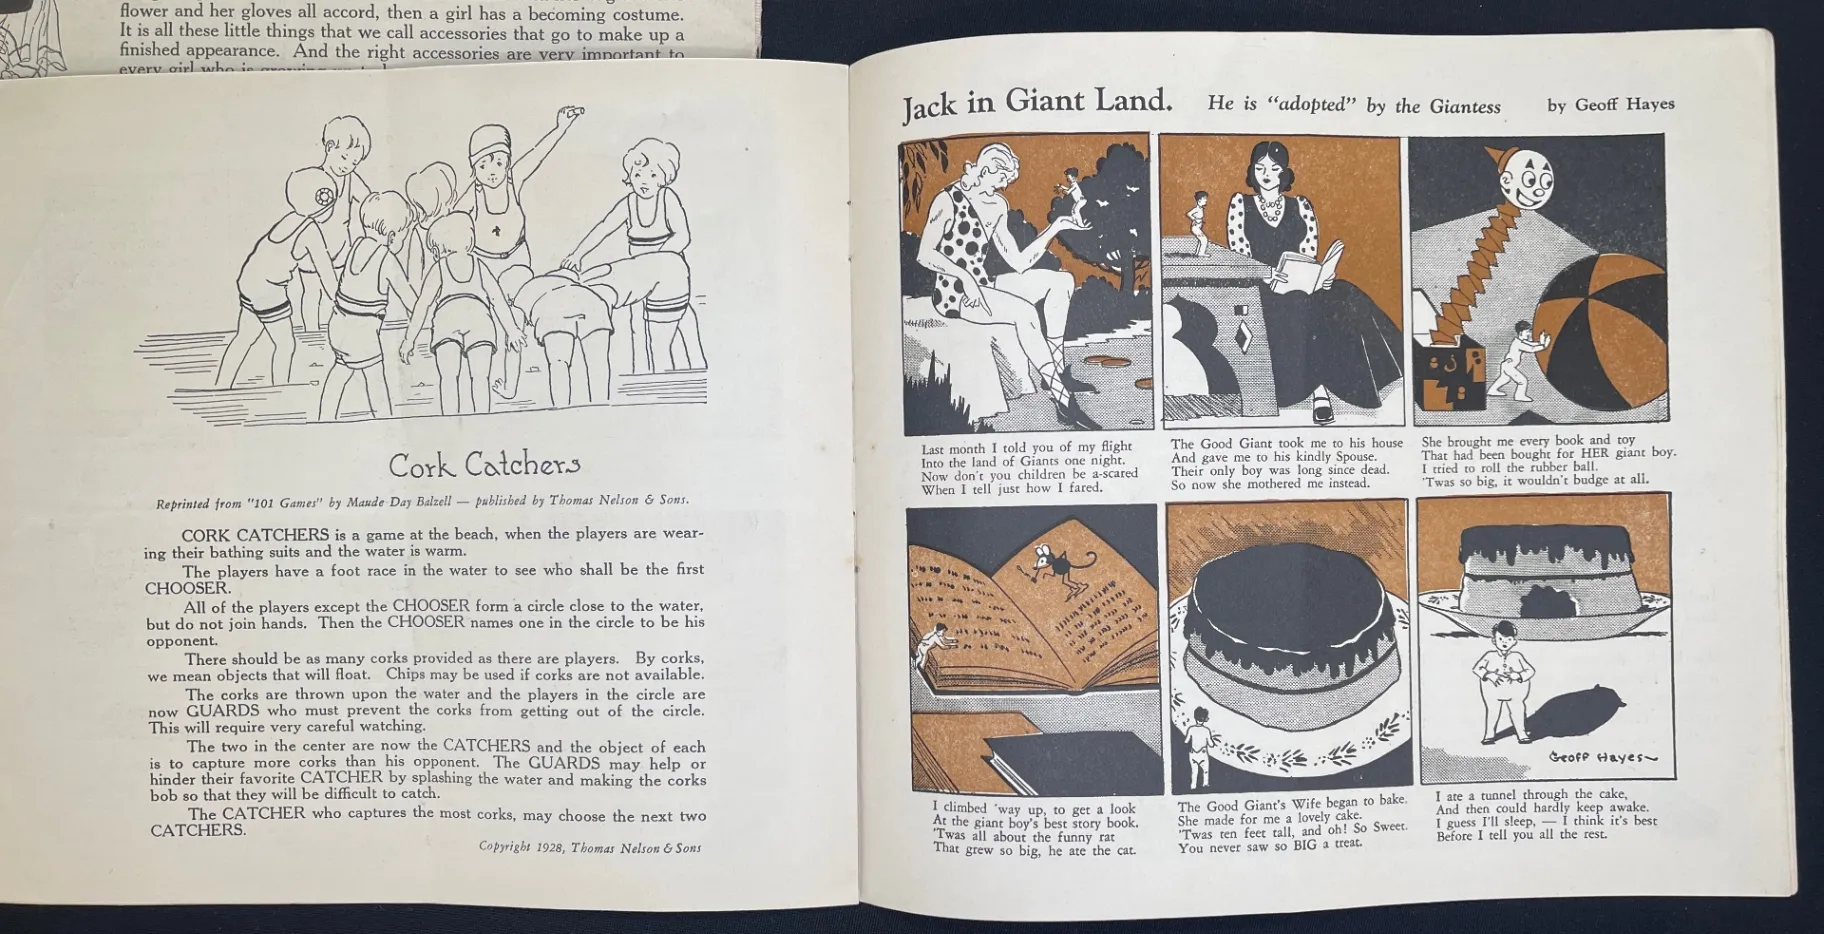 flower and her gloves all accord, then a girl has a becoming costume.
It is all these little things that we call accessories that go to make up a
finished appearance. And the right accessories are very important to
every girl who is growing
Cork Catchers
Reprinted from "101 Games" by Maude Day Balzell — published by Thomas Nelson & Sons.
CORK CATCHERS is a game at the beach, when the players are wear-
ing their bathing suits and the water is warm.
The players have a foot race in the water to see who shall be the first
CHOOSER.
All of the players except the CHOOSER form a circle close to the water,
but do not join hands. Then the CHOOSER names one in the circle to be his
opponent.
There should be as many corks provided as there are players. By corks,
we mean objects that will float. Chips may be used if corks are not available.
The corks are thrown upon the water and the players in the circle are
now GUARDS who must prevent the corks from getting out of the circle.
This will require very careful watching.
The two in the center are now the CATCHERS and the object of each
is to capture more corks than his opponent. The GUARDS may help or
hinder their favorite CATCHER by splashing the water and making the corks
bob so that they will be difficult to catch.
The CATCHER who captures the most corks, may choose the next two
CATCHERS.
Copyright 1928, Thomas Nelson & Sons
Jack in Giant Land. He is "adopted" by the Giantess by Geoff Hayes
Last month I told you of my flight
Into the land of Giants one night.
Now don't you children be a-scared
When I tell just how I fared.
The Good Giant took me to his house
And gave me to his kindly Spouse.
Their only boy was long since dead.
So now she mothered me instead.
She brought me every book and toy
That had been bought for HER giant boy.
I tried to roll the rubber ball.
'Twas so big, it wouldn't budge at all.
I climbed 'way up, to get a look
At the giant boy's best story book.
'Twas all about the funny rat
That grew so big, he ate the cat.
The Good Giant's Wife began to bake.
She made for me a lovely cake.
'Twas ten feet tall, and oh! So Sweet.
You never saw so BIG a treat.
Geoff Hayes~
I ate a tunnel through the cake,
And then could hardly keep awake.
I guess I'll sleep, — I think it's best
Before I tell you all the rest.